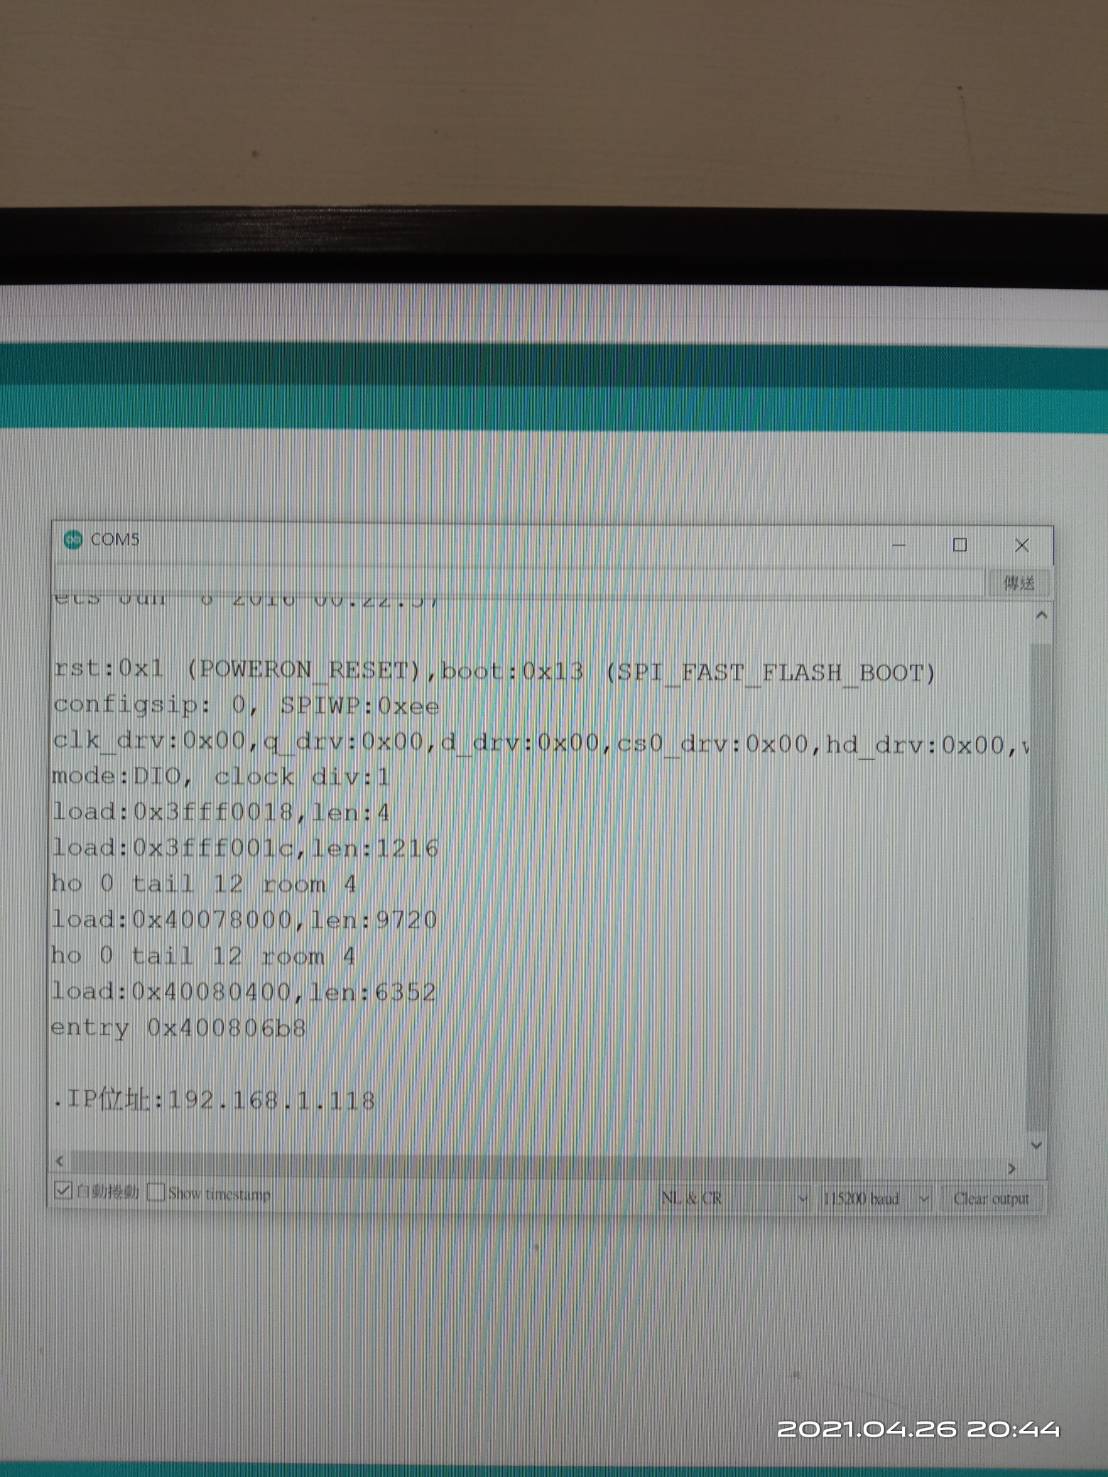 COM5
傳送
rst:0x1 (POWERON_RESET),boot:0x13 (SPI_FAST_FLASH_BOOT)
configsip: 0, SPIWP:0xee
clk_drv:0x00,q_drv:0x00,d_drv:0x00,cs0_drv:0x00,hd_drv:0x00,
mode:DIO, clock div:1
load:0x3fff0018,len:4
load:0x3fff001c,len:1216
ho 0 tail 12 room 4
load:0x40078000,len:9720
ho 0 tail 12 room 4
load:0x40080400,len:6352
entry 0x400806b8
.IP位址:192.168.1.118
自動捲動 Show timestamp NL & CR 115200 baud Clear output
2021.04.26 20:44